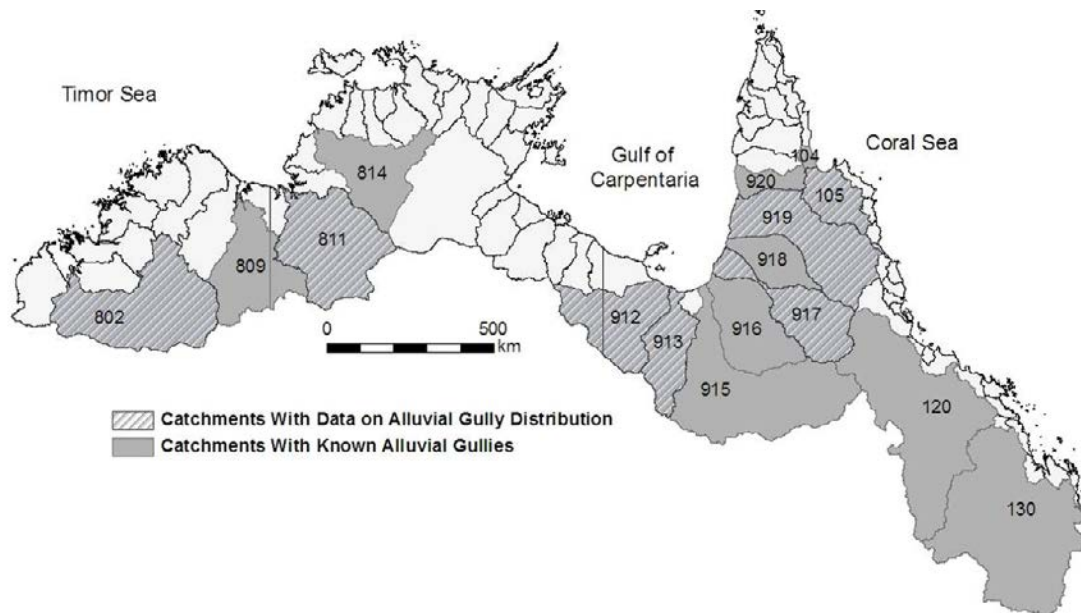 Timor Sea
Gulf of
Carpentaria
Coral Sea
104
814
920
105
919
811
809
918
802
912
913
916
917
0 500
km
915
120
Catchments With Data on Alluvial Gully Distribution
Catchments With Known Alluvial Gullies
130